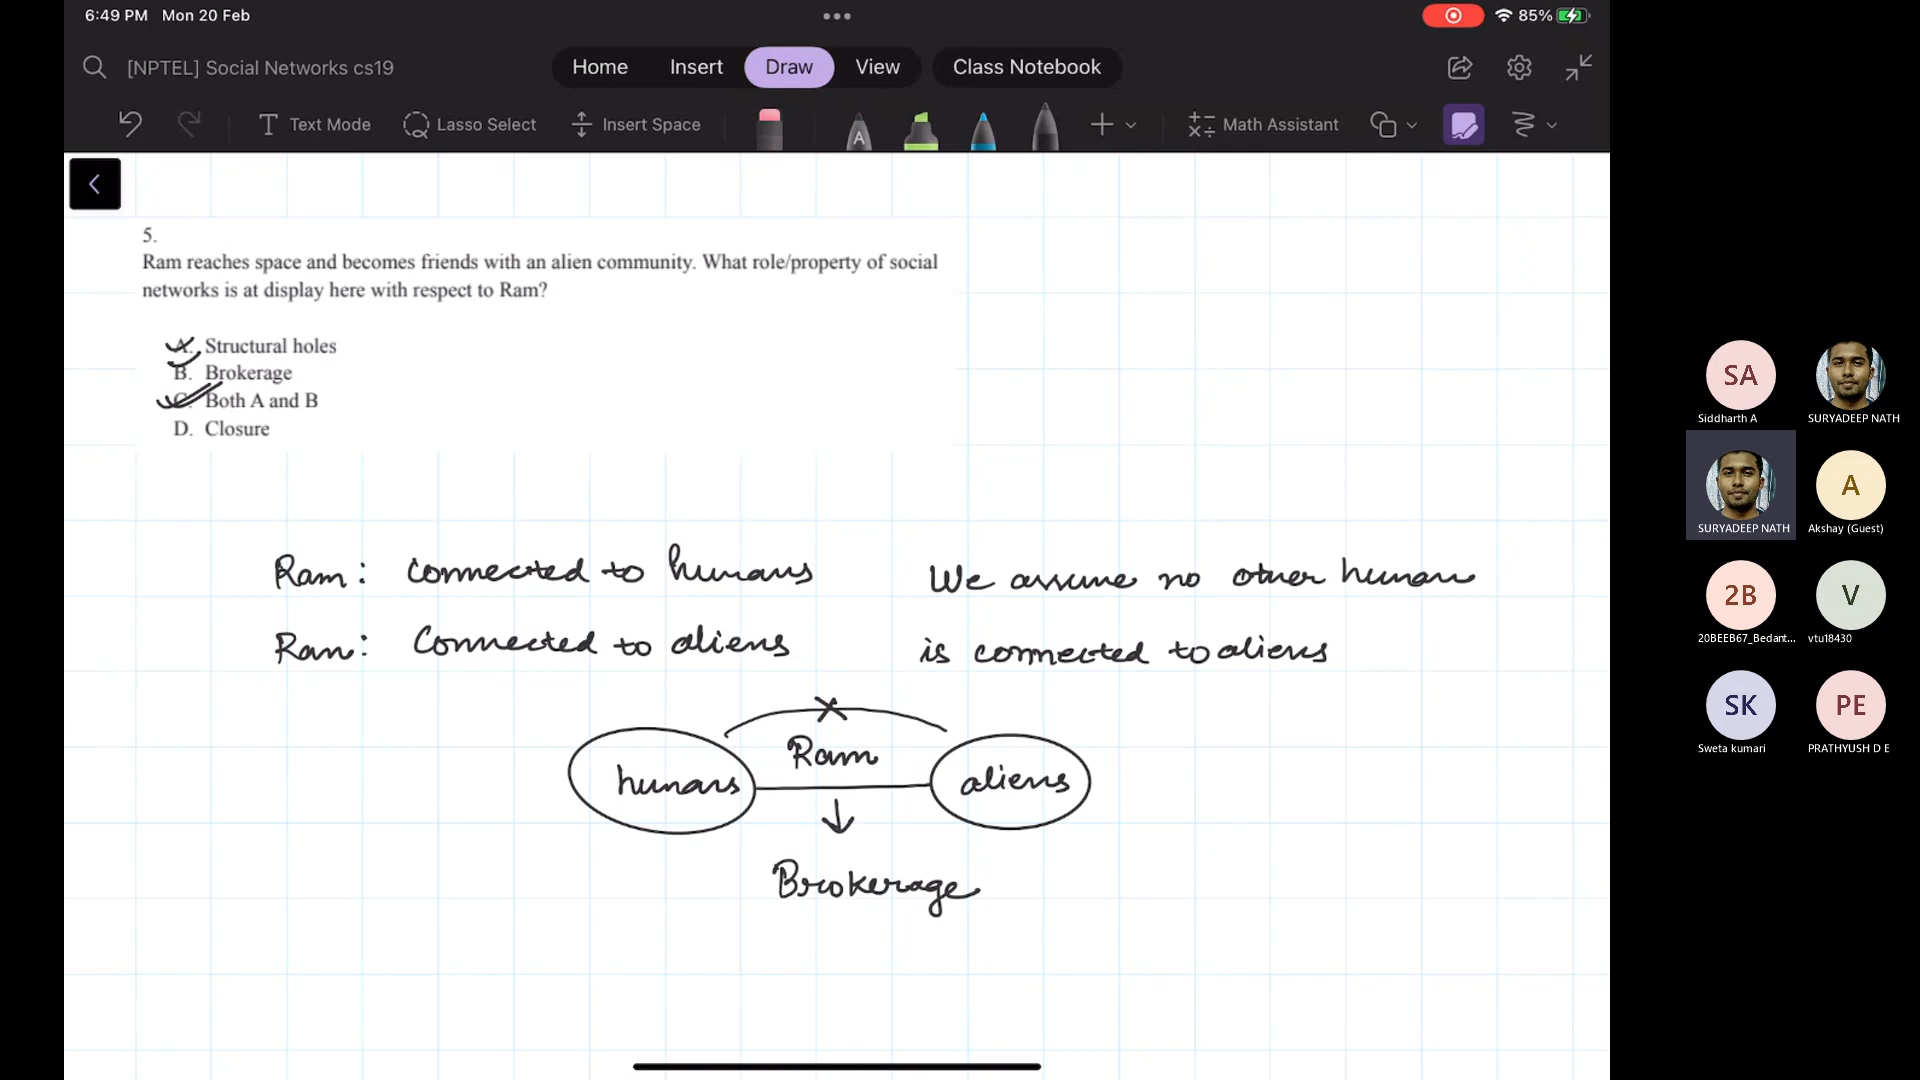 6:49 PM Mon 20 Feb
85%
[NPTEL] Social Networks cs19
Home Insert Draw View Class Notebook
Text Mode Lasso Select Insert Space A Math Assistant
5.
Ram reaches space and becomes friends with an alien community. What role/property of social
networks is at display here with respect to Ram?
A. Structural holes
B. Brokerage
C. Both A and B
D. Closure
Ram: Connected to humans
Ram: Connected to aliens
We assume no other human
is connected to aliens
Ram
humans
aliens
Brokerage
SA
Siddharth A
SURYADEEP NATH
SURYADEEP NATH
A
Akshay (Guest)
2B
20BEEB67_Bedant...
V
vtu18430
SK
Sweta kumari
PE
PRATHYUSH D E